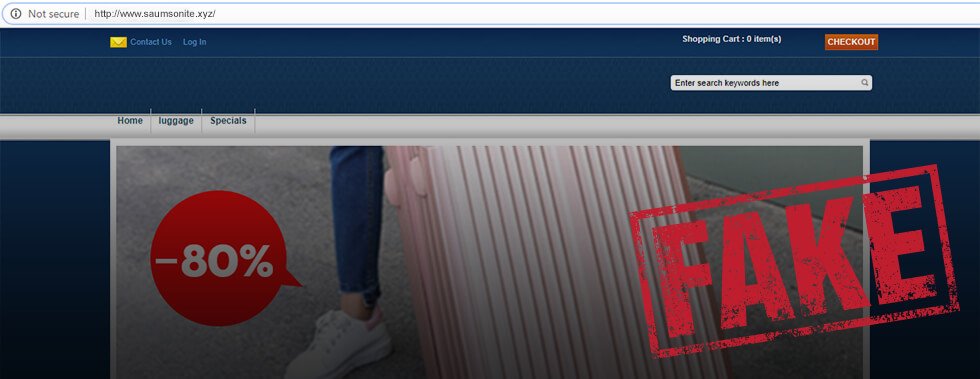 Not secure http://www.saumsonite.xyz/
Contact Us Log In Shopping Cart : 0 item(s) CHECKOUT
Enter search keywords here
Home luggage Specials
-80%
FAKE